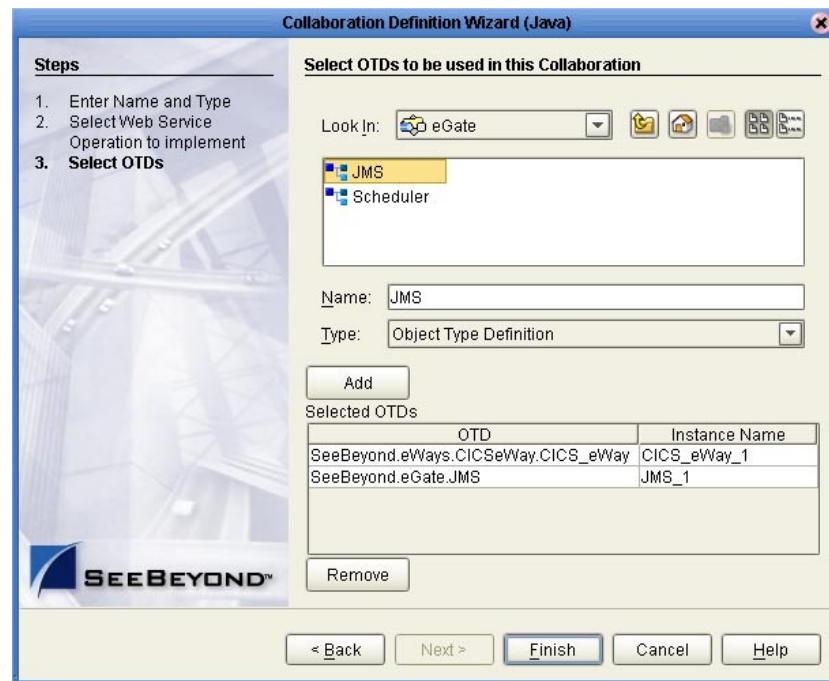 Collaboration Definition Wizard (Java)
Steps
1. Enter Name and Type
2. Select Web Service
Operation to implement
3. Select OTDs
Select OTDs to be used in this Collaboration
Look In: eGate
JMS
Scheduler
Name: JMS
Type: Object Type Definition
Add
Selected OTDs
OTD Instance Name
SeeBeyond.eWays.CICSeWay.CICS_eWay CICS_eWay_1
SeeBeyond.eGate.JMS JMS_1
Remove
SEEBEYOND™
< Back Next > Finish Cancel Help